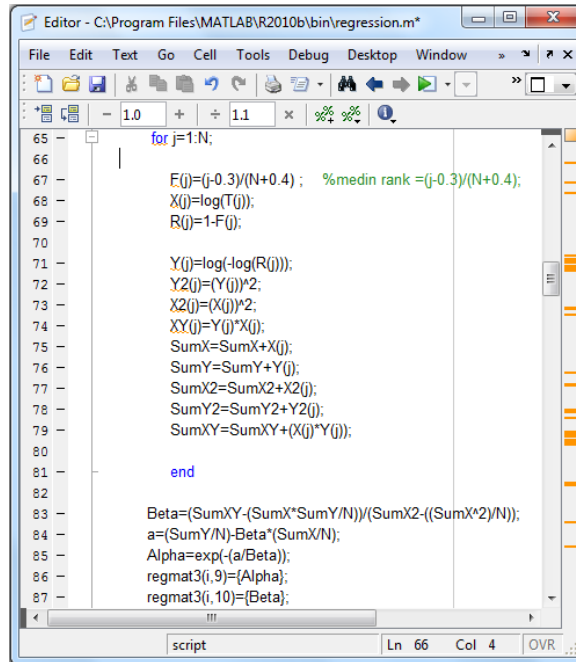 Editor - C:\Program Files\MATLAB\R2010b\bin\regression.m*
File Edit Text Go Cell Tools Debug Desktop Window »
»
− 1.0 + ÷ 1.1 ×
65 − for j=1:N;
66
67 − F(j)=(j-0.3)/(N+0.4) ; %medin rank =(j-0.3)/(N+0.4);
68 − X(j)=log(T(j));
69 − R(j)=1-F(j);
70
71 − Y(j)=log(-log(R(j)));
72 − Y2(j)=(Y(j))^2;
73 − X2(j)=(X(j))^2;
74 − XY(j)=Y(j)*X(j);
75 − SumX=SumX+X(j);
76 − SumY=SumY+Y(j);
77 − SumX2=SumX2+X2(j);
78 − SumY2=SumY2+Y2(j);
79 − SumXY=SumXY+(X(j)*Y(j));
80
81 − end
82
83 − Beta=(SumXY-(SumX*SumY/N))/(SumX2-((SumX^2)/N));
84 − a=(SumY/N)-Beta*(SumX/N);
85 − Alpha=exp(-(a/Beta));
86 − regmat3(i,9)={Alpha};
87 − regmat3(i,10)={Beta};
script Ln 66 Col 4 OVR